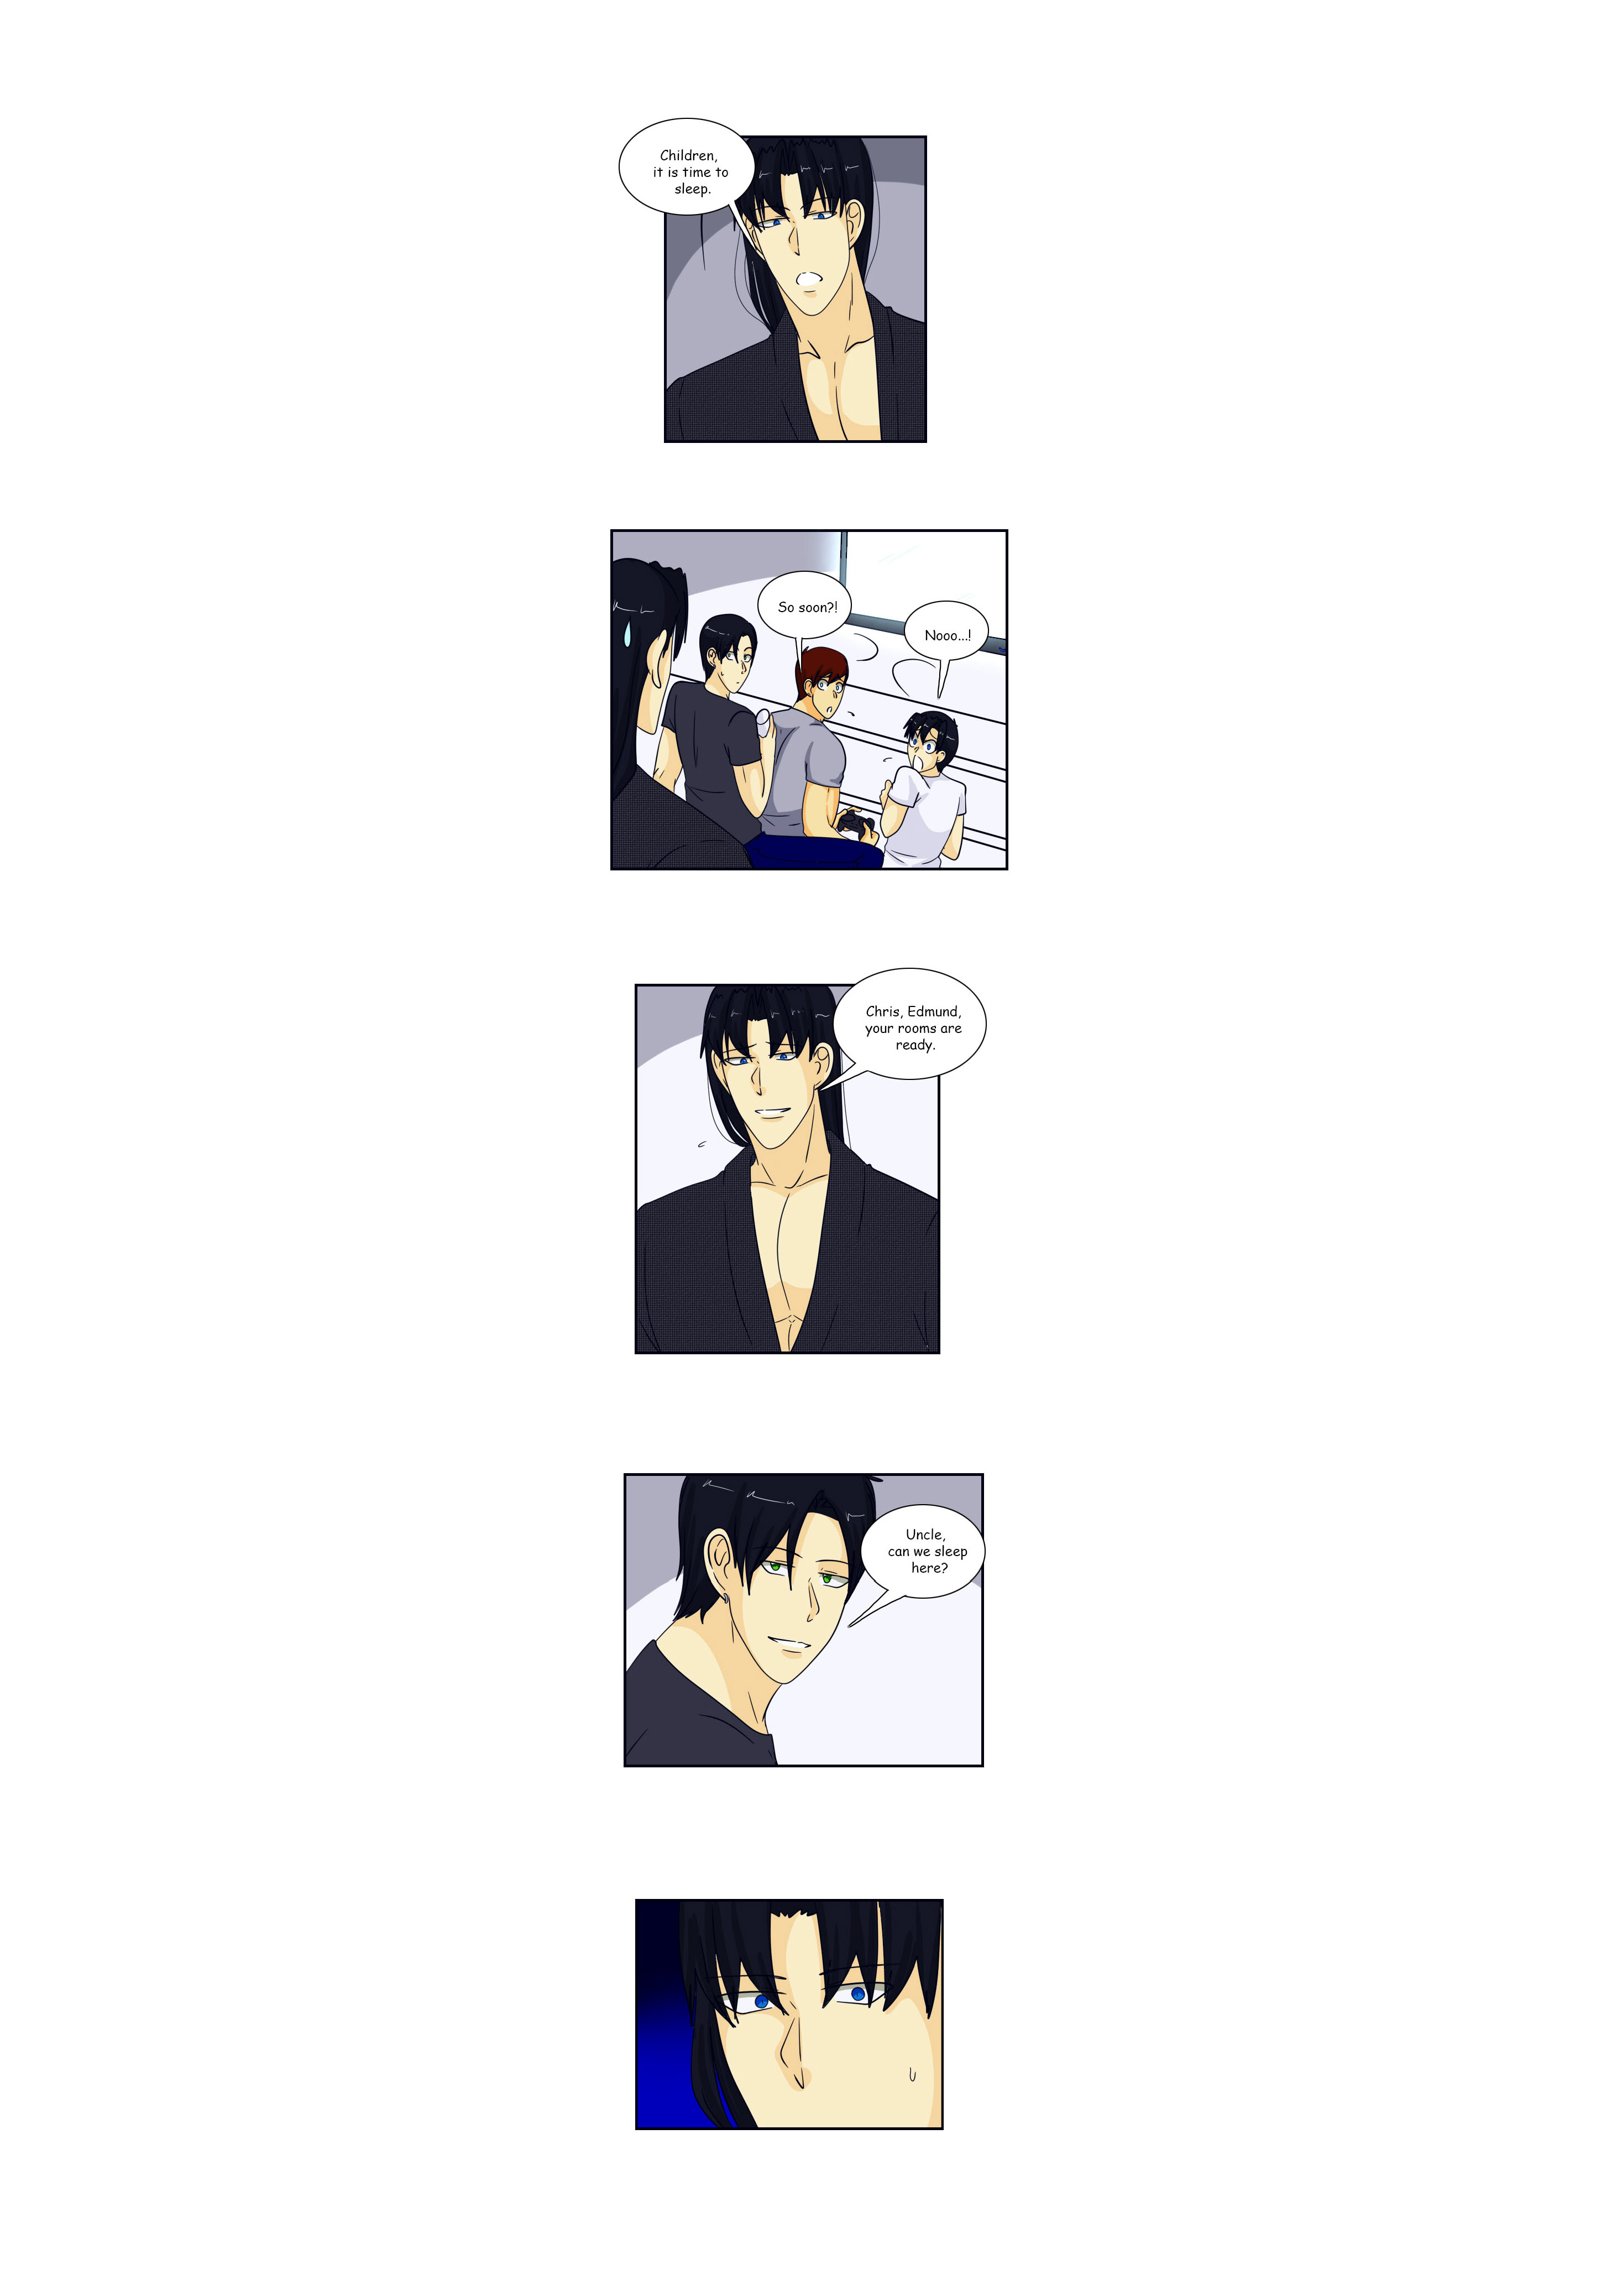 Children,
it is time to
sleep.
So soon?!
Nooo...!
Chris, Edmund,
your rooms are
ready.
Uncle,
can we sleep
here?